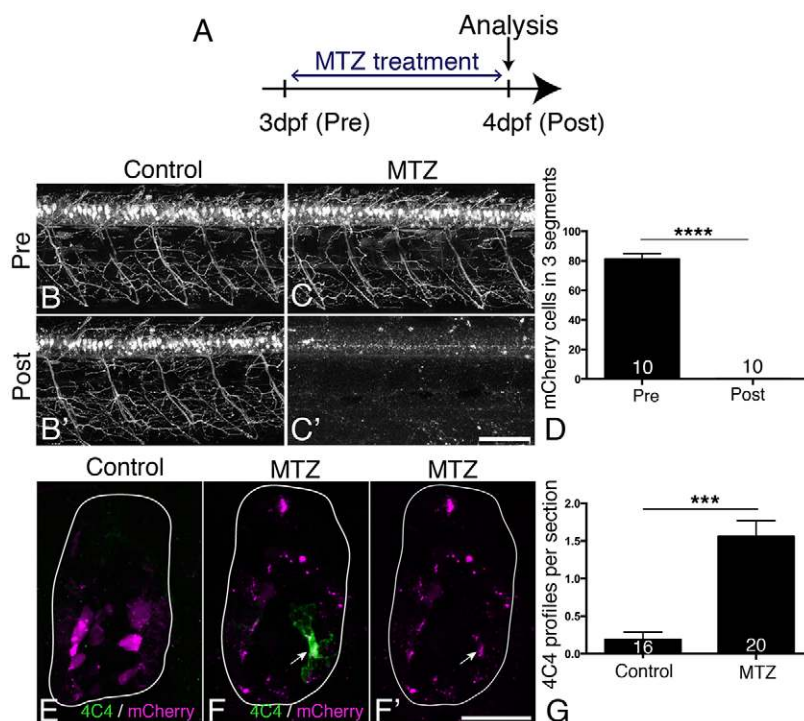 A
Analysis
MTZ treatment
3dpf (Pre)
4dpf (Post)
Control
MTZ
Pre
B
C
Post
B'
C'
mCherry cells in 3 segments
100
80
60
40
20
0
****
10
10
Pre
Post
D
Control
MTZ
MTZ
E
4C4 / mCherry
F
4C4 / mCherry
F'
4C4 profiles per section
2.0
1.5
1.0
0.5
0.0
***
16
20
Control
MTZ
G